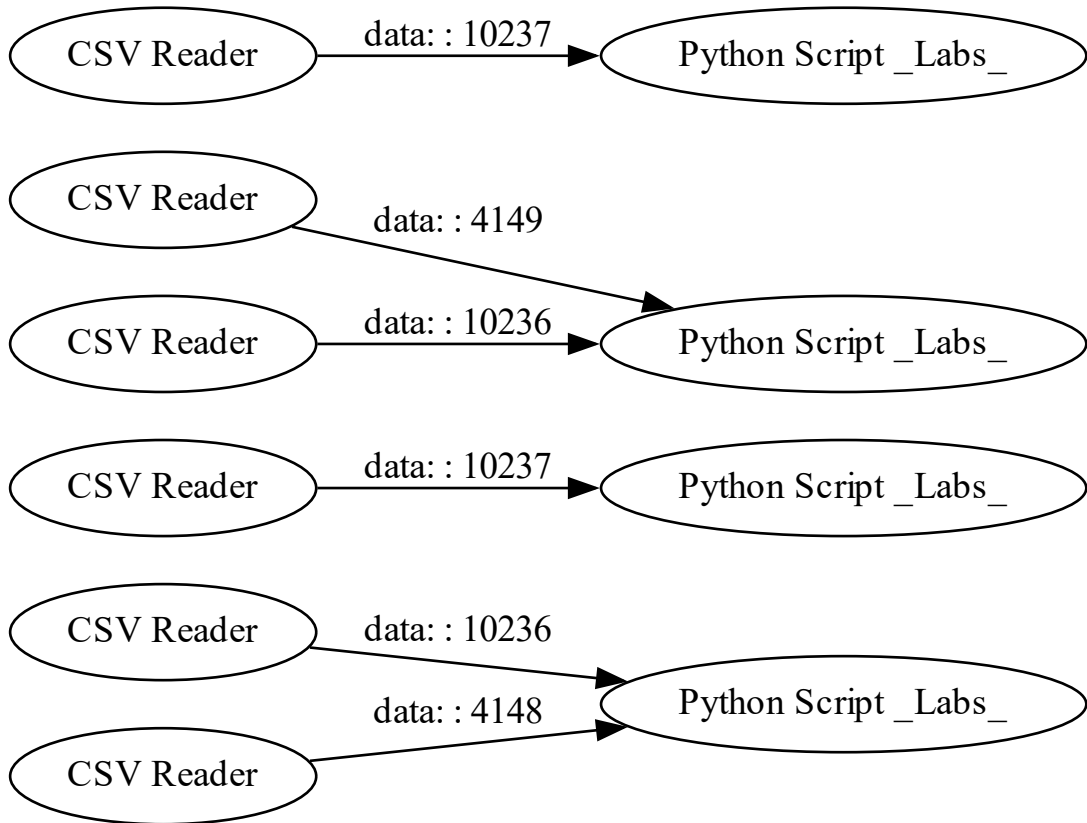 CSV Reader data: : 10237 Python Script _Labs_
CSV Reader
data: : 4149
CSV Reader data: : 10236 Python Script _Labs_
CSV Reader data: : 10237 Python Script _Labs_
CSV Reader data: : 10236
data: : 4148 Python Script _Labs_
CSV Reader